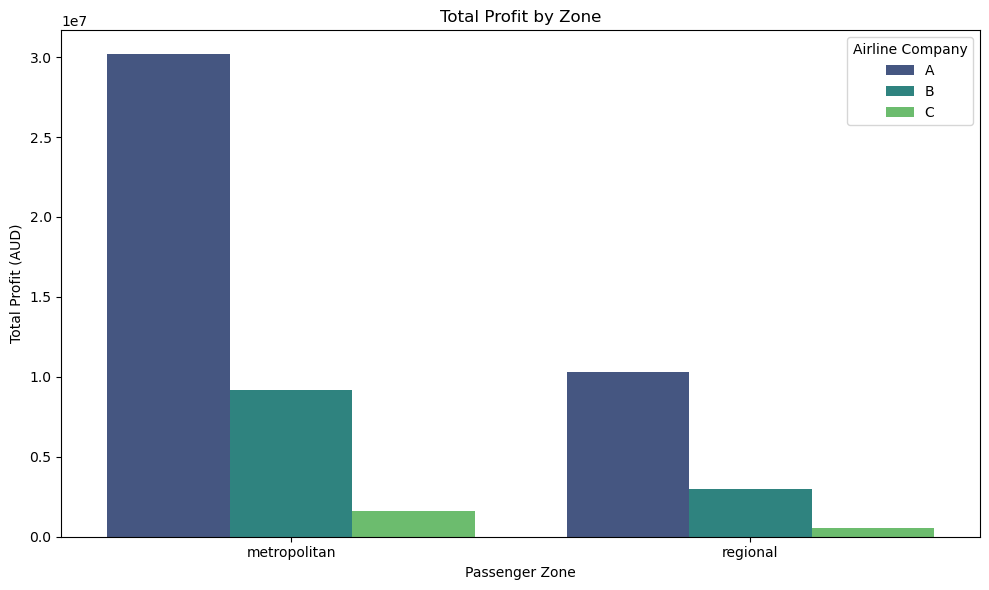 Total Profit by Zone
1e7
3.0
2.5
2.0
1.5
1.0
0.5
0.0
Total Profit (AUD)
Airline Company
A
B
C
metropolitan
regional
Passenger Zone